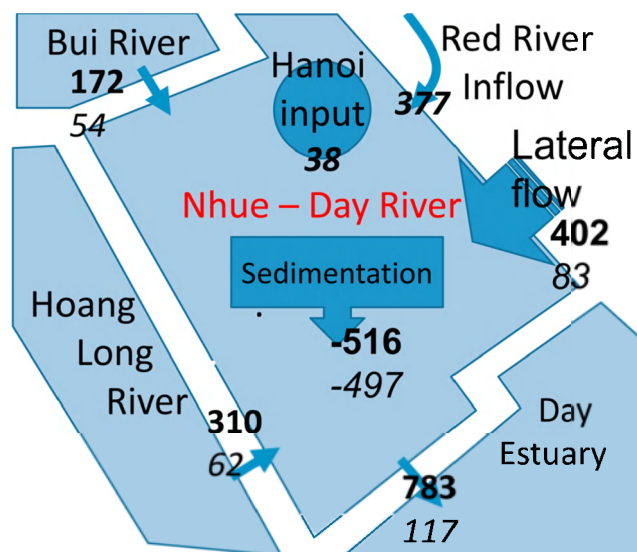 Bui River
172
54
Hanoi
input
38
Red River
Inflow
377
Lateral
flow
402
83
Nhue – Day River
Sedimentation
-516
-497
Hoang
Long
River
310
62
Day
Estuary
783
117